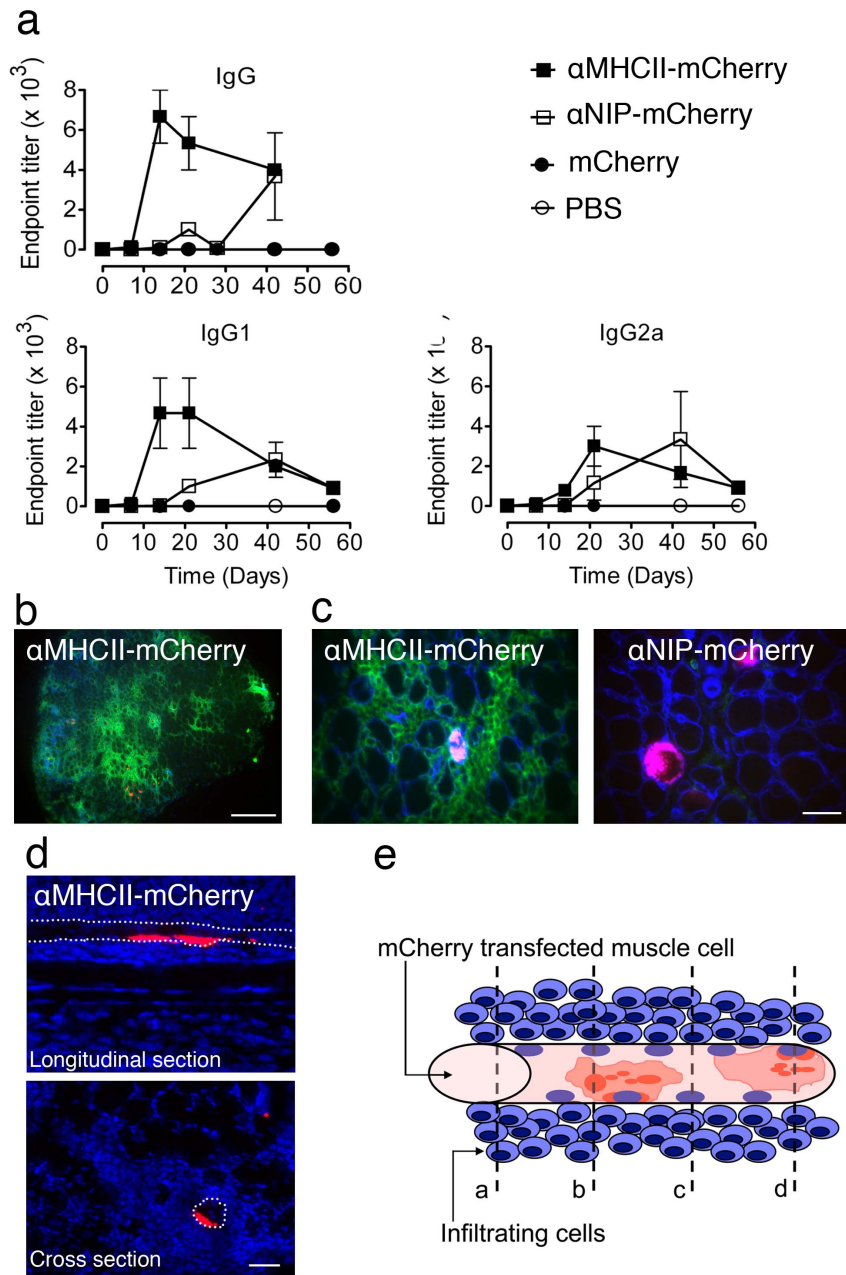 a
IgG
Endpoint titer (x 10³)
8
6
4
2
0
0 10 20 30 40 50 60
αMHCII-mCherry
αNIP-mCherry
mCherry
PBS
IgG1
Endpoint titer (x 10³)
8
6
4
2
0
0 10 20 30 40 50 60
Time (Days)
IgG2a
Endpoint titer (x
8
6
4
2
0
0 10 20 30 40 50 60
Time (Days)
b
αMHCII-mCherry
c
αMHCII-mCherry
αNIP-mCherry
d
αMHCII-mCherry
Longitudinal section
Cross section
e
mCherry transfected muscle cell
a b c d
Infiltrating cells